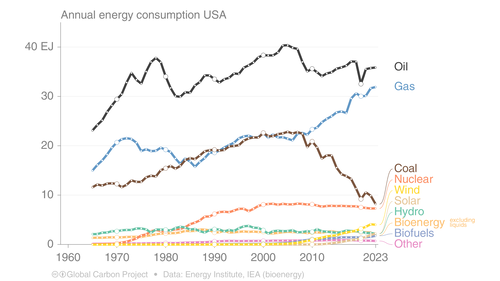 Annual energy consumption USA
40 EJ
30
20
10
0
1960
1970
1980
1990
2000
2010
2023
Oil
Gas
Coal
Nuclear
Wind
Solar
Hydro
Bioenergy excluding liquids
Biofuels
Other
Global Carbon Project • Data: Energy Institute, IEA (bioenergy)